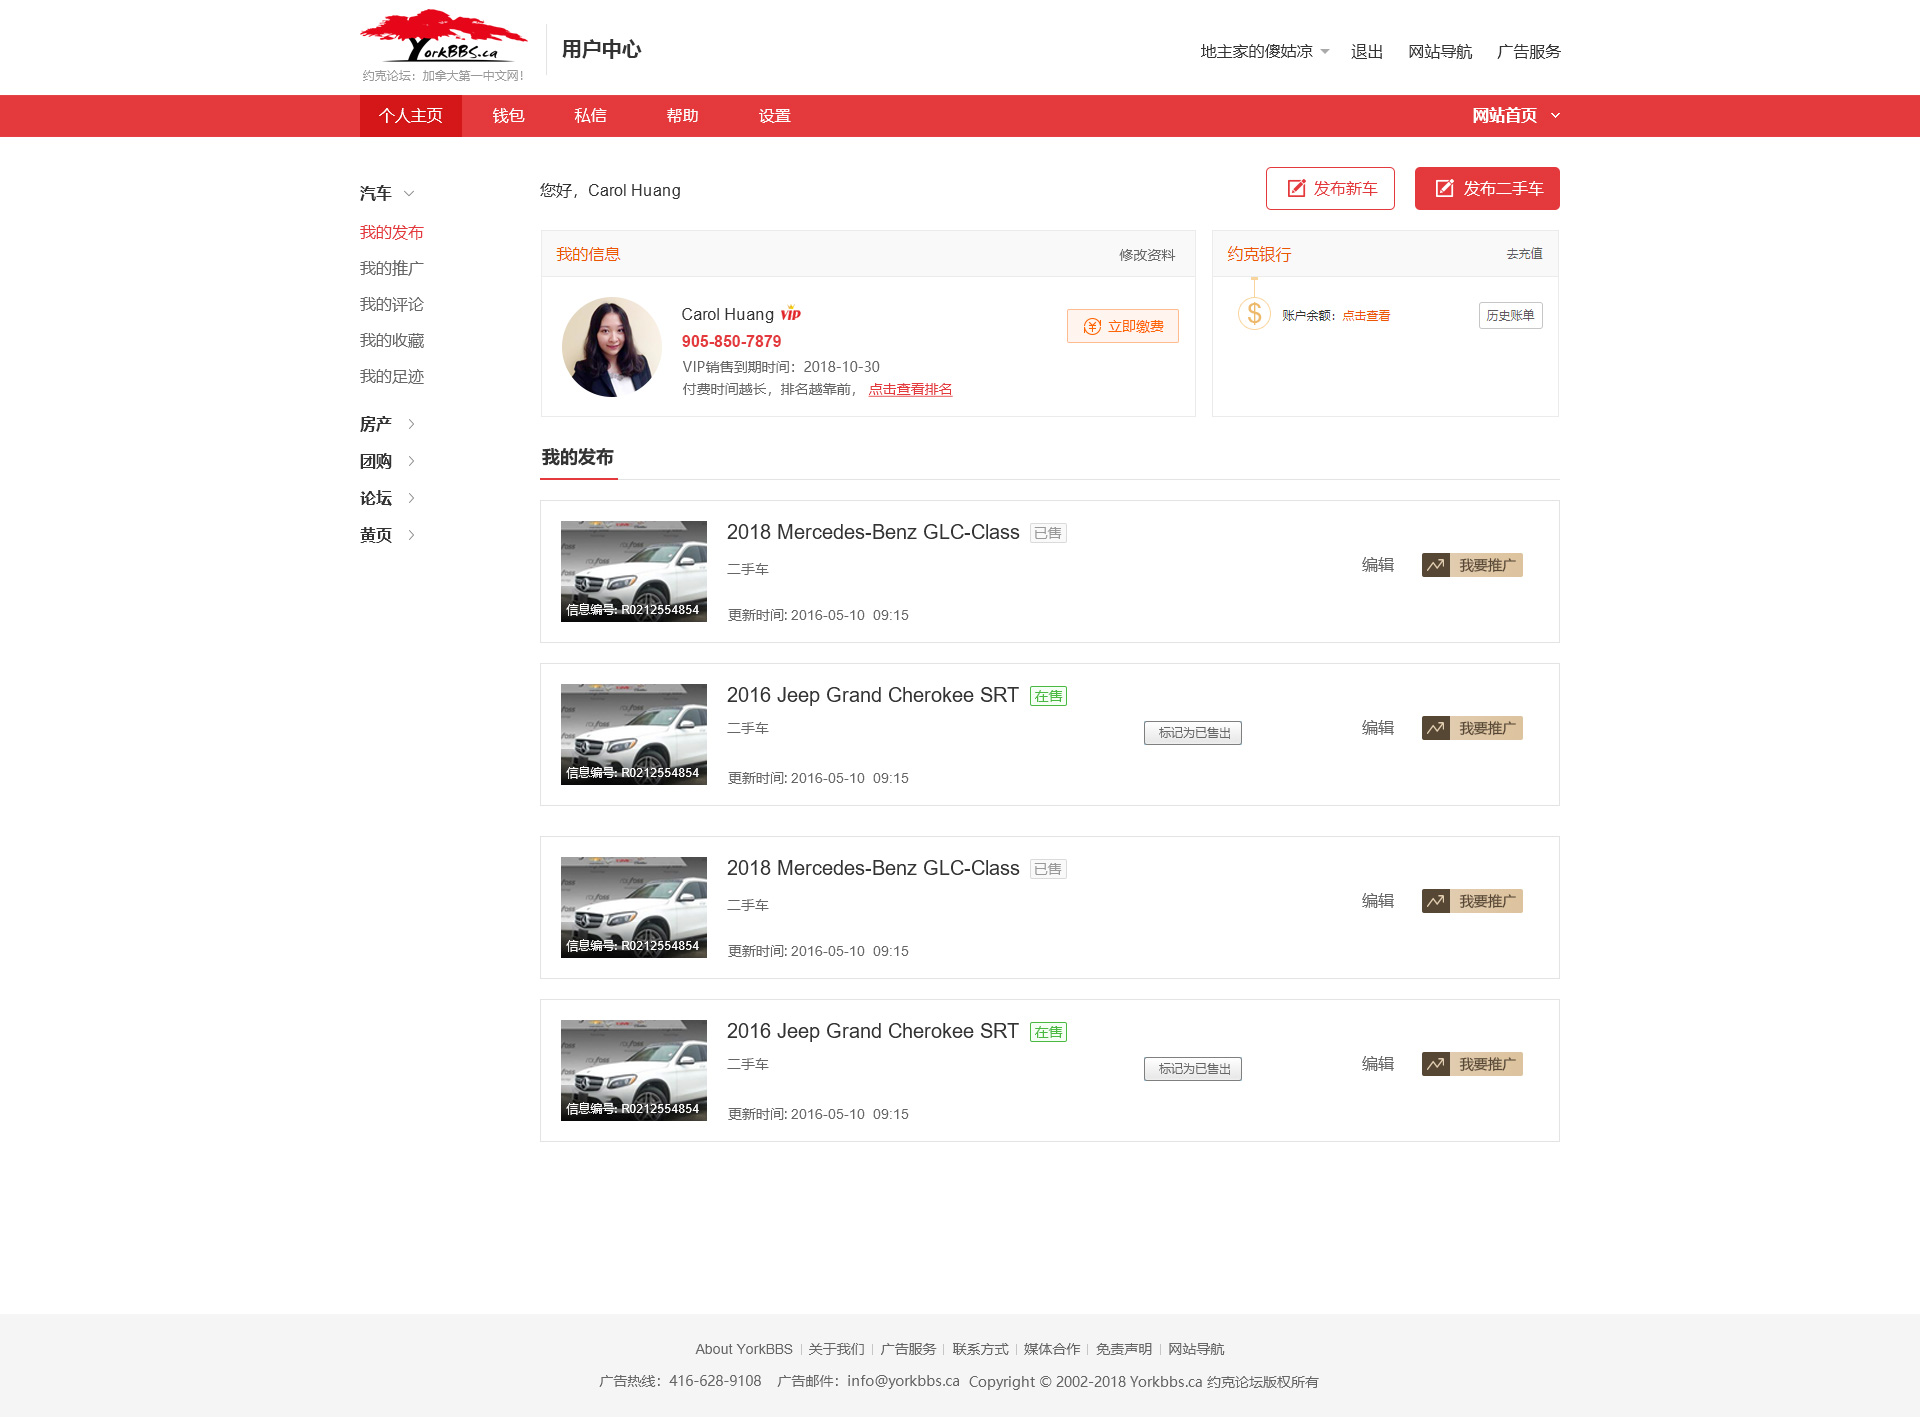 YorkBBS.ca
约克论坛：加拿大第一中文网！
用户中心
地主家的傻姑凉 退出 网站导航 广告服务
个人主页 钱包 私信 帮助 设置 网站首页
汽车
我的发布
我的推广
我的评论
我的收藏
我的足迹
房产
团购
论坛
黄页
您好，Carol Huang
发布新车 发布二手车
我的信息 修改资料
Carol Huang VIP
905-850-7879
VIP销售到期时间：2018-10-30
付费时间越长，排名越靠前， 点击查看排名
立即缴费
约克银行 去充值
账户余额：点击查看 历史账单
我的发布
2018 Mercedes-Benz GLC-Class 已售
二手车
编辑 我要推广
信息编号: R0212554854
更新时间: 2016-05-10 09:15
2016 Jeep Grand Cherokee SRT 在售
二手车
标记为已售出 编辑 我要推广
信息编号: R0212554854
更新时间: 2016-05-10 09:15
2018 Mercedes-Benz GLC-Class 已售
二手车
编辑 我要推广
信息编号: R0212554854
更新时间: 2016-05-10 09:15
2016 Jeep Grand Cherokee SRT 在售
二手车
标记为已售出 编辑 我要推广
信息编号: R0212554854
更新时间: 2016-05-10 09:15
About YorkBBS | 关于我们 | 广告服务 | 联系方式 | 媒体合作 | 免责声明 | 网站导航
广告热线：416-628-9108 广告邮件：info@yorkbbs.ca Copyright © 2002-2018 Yorkbbs.ca 约克论坛版权所有